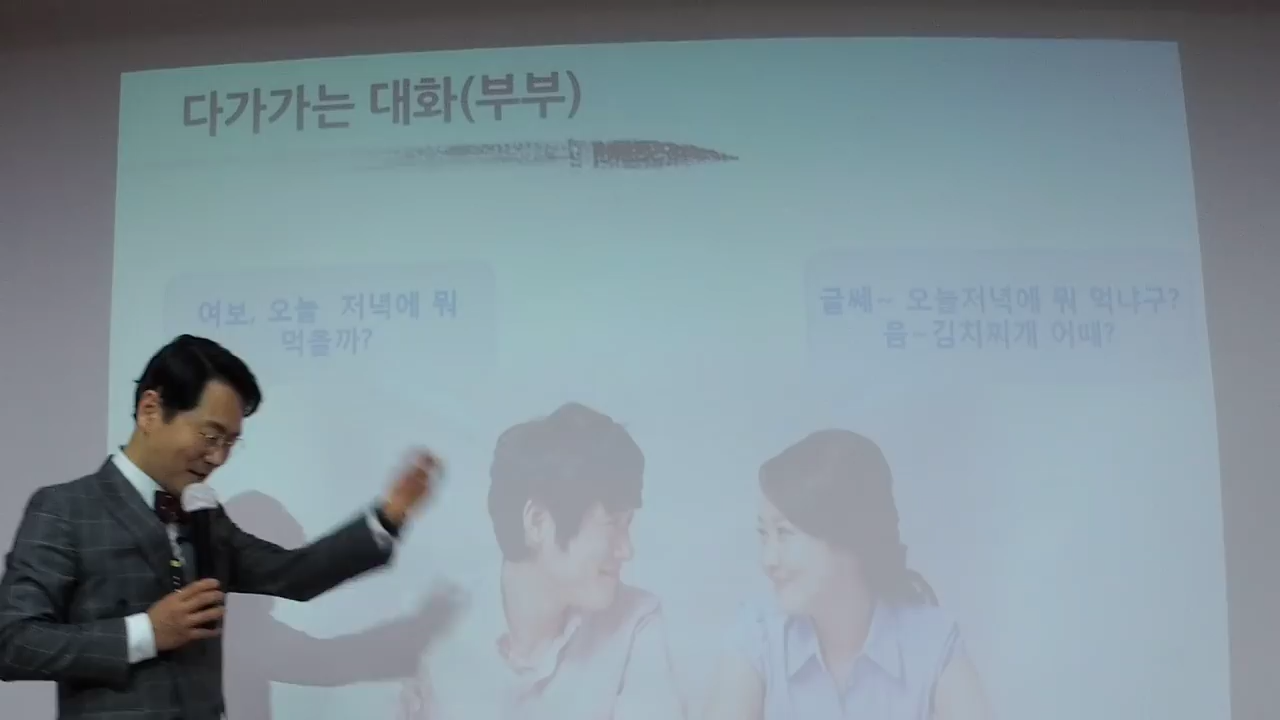 다가가는 대화(부부)
여보, 오늘 저녁에 뭐
먹을까?
글쎄~ 오늘저녁에 뭐 먹냐구?
음~김치찌개 어때?